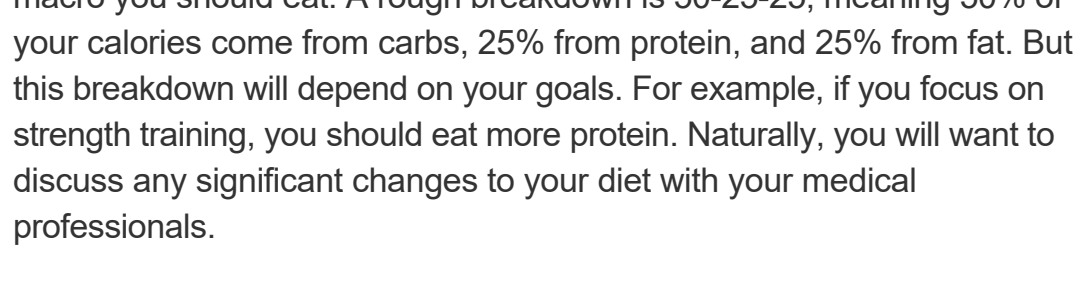 macro you should eat. A rough breakdown is 50-25-25, meaning 50% of
your calories come from carbs, 25% from protein, and 25% from fat. But
this breakdown will depend on your goals. For example, if you focus on
strength training, you should eat more protein. Naturally, you will want to
discuss any significant changes to your diet with your medical
professionals.